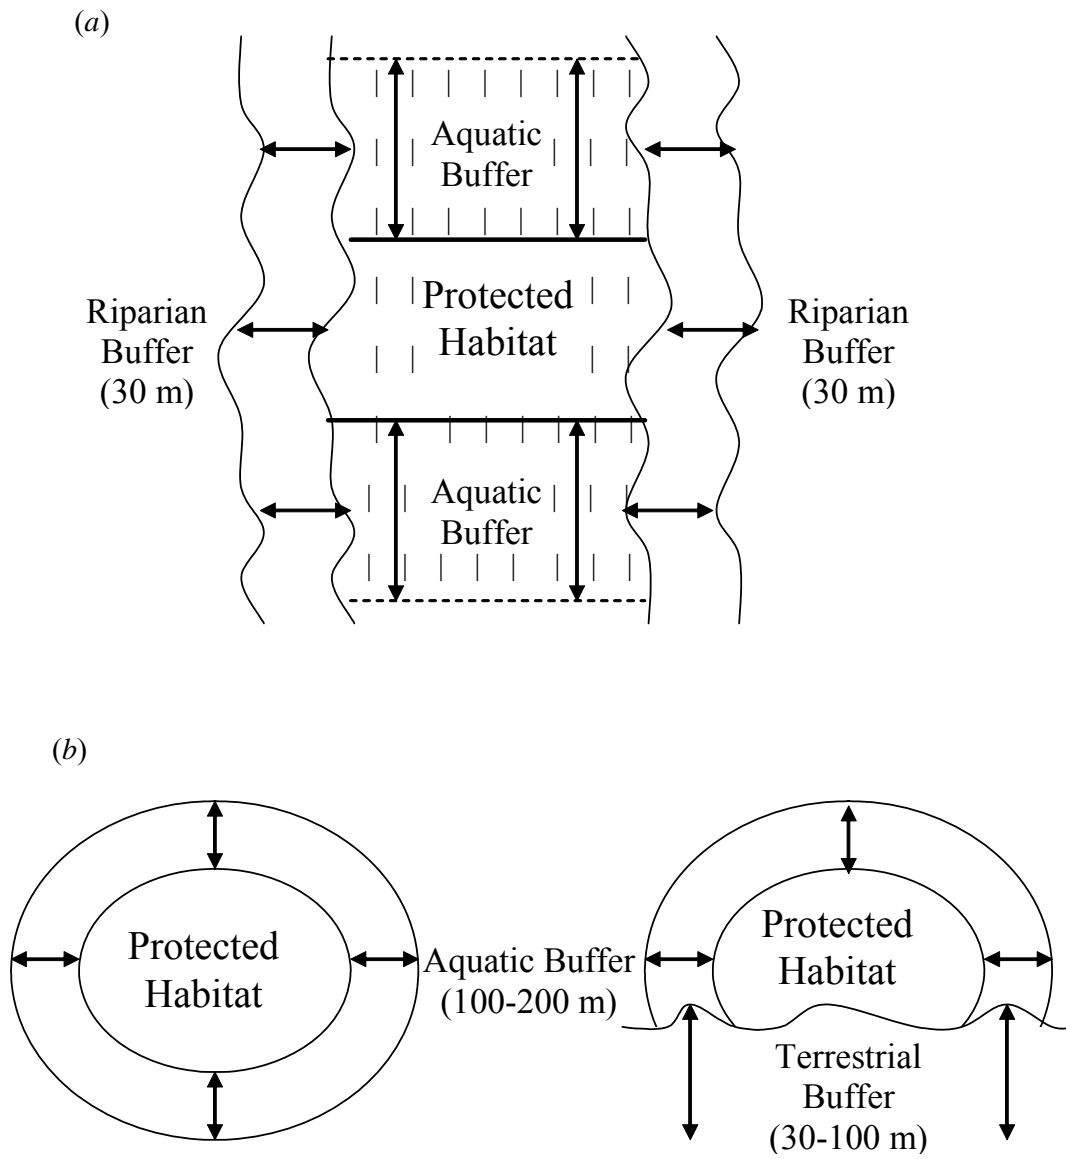 (a)
Aquatic
Buffer
Protected
Habitat
Riparian
Buffer
(30 m)
Riparian
Buffer
(30 m)
Aquatic
Buffer
(b)
Protected
Habitat
Aquatic Buffer
(100-200 m)
Protected
Habitat
Terrestrial
Buffer
(30-100 m)